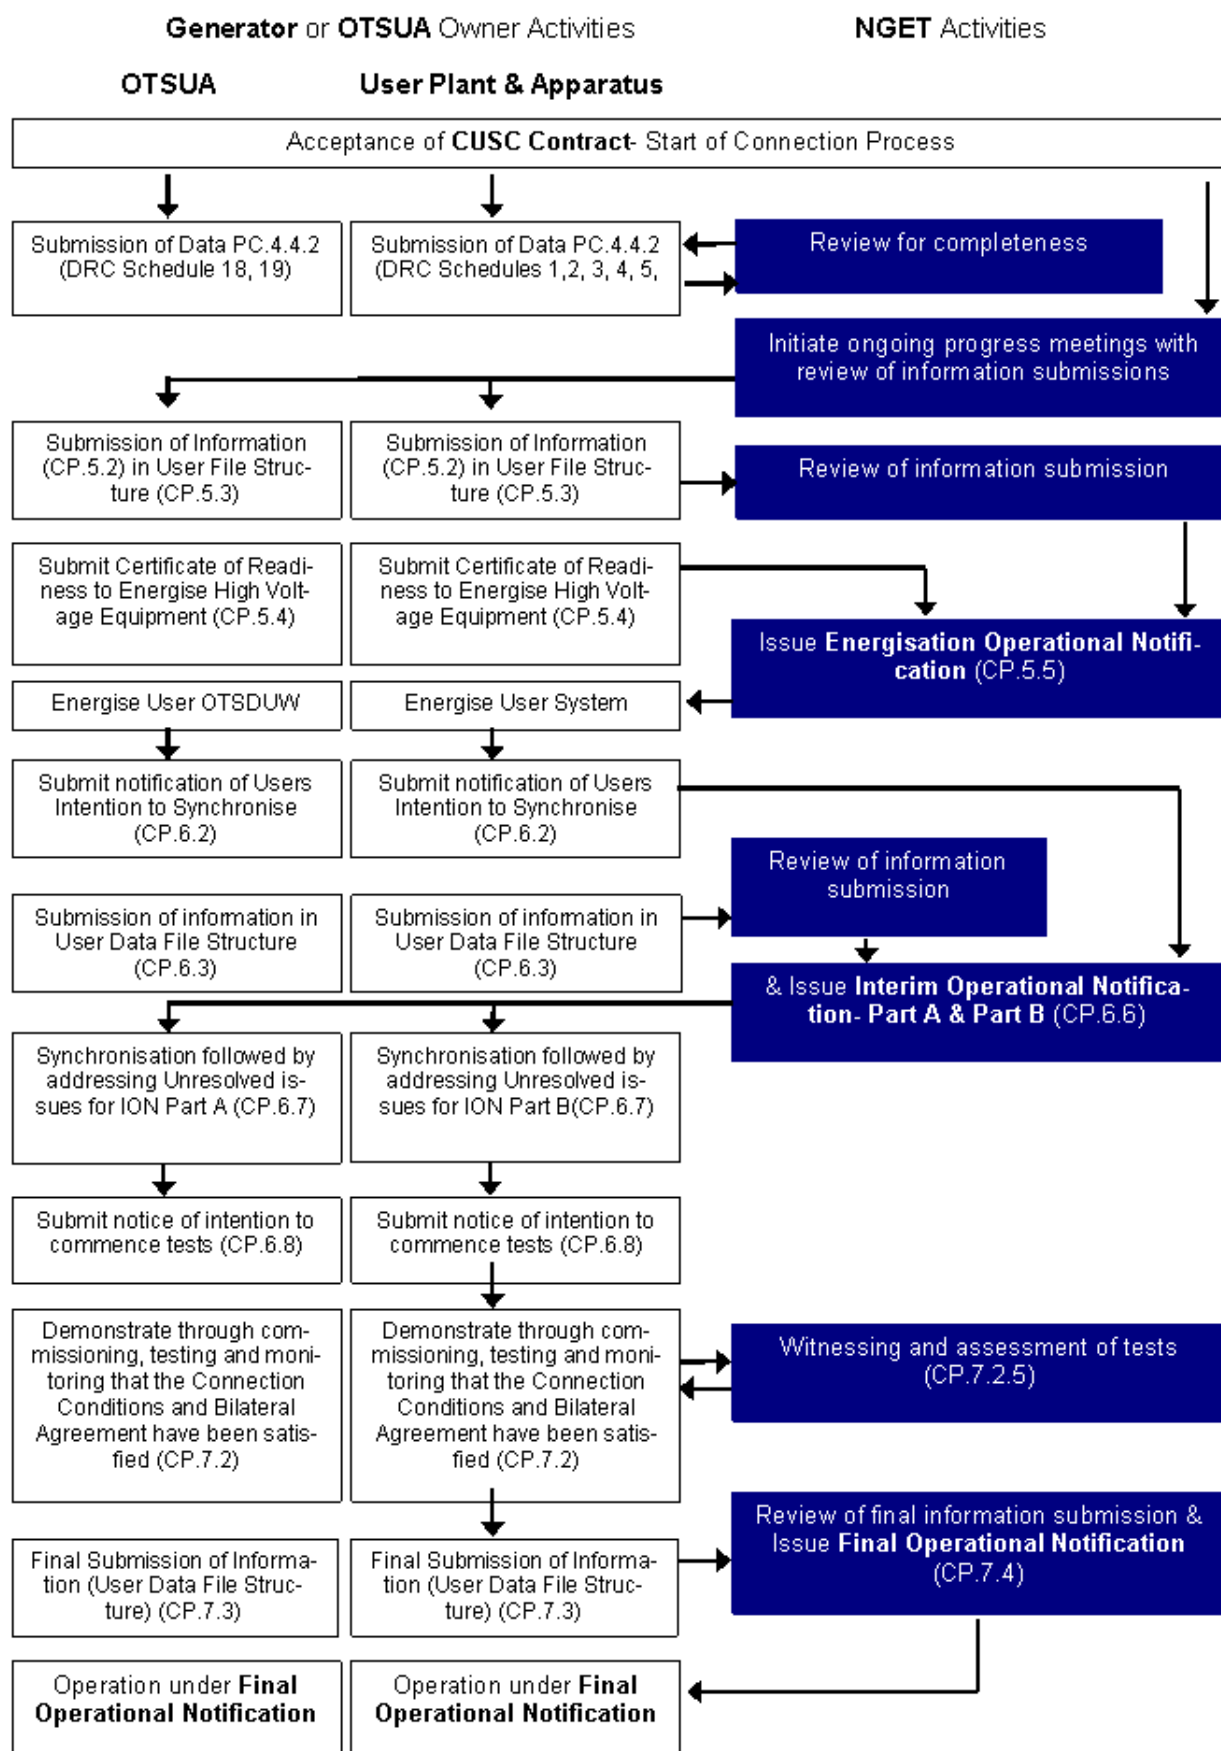 Generator or OTSUA Owner Activities
NGET Activities
OTSUA
User Plant & Apparatus
Acceptance of CUSC Contract- Start of Connection Process
Submission of Data PC.4.4.2
(DRC Schedule 18, 19)
Submission of Data PC.4.4.2
(DRC Schedules 1,2, 3, 4, 5,
Review for completeness
Initiate ongoing progress meetings with
review of information submissions
Submission of Information
(CP.5.2) in User File Struc-
ture (CP.5.3)
Submission of Information
(CP.5.2) in User File Struc-
ture (CP.5.3)
Review of information submission
Submit Certificate of Readi-
ness to Energise High Volt-
age Equipment (CP.5.4)
Submit Certificate of Readi-
ness to Energise High Volt-
age Equipment (CP.5.4)
Issue Energisation Operational Notifi-
cation (CP.5.5)
Energise User OTSDUW
Energise User System
Submit notification of Users
Intention to Synchronise
(CP.6.2)
Submit notification of Users
Intention to Synchronise
(CP.6.2)
Review of information
submission
Submission of information in
User Data File Structure
(CP.6.3)
Submission of information in
User Data File Structure
(CP.6.3)
& Issue Interim Operational Notifica-
tion- Part A & Part B (CP.6.6)
Synchronisation followed by
addressing Unresolved is-
sues for ION Part A (CP.6.7)
Synchronisation followed by
addressing Unresolved is-
sues for ION Part B(CP.6.7)
Submit notice of intention to
commence tests (CP.6.8)
Submit notice of intention to
commence tests (CP.6.8)
Demonstrate through com-
missioning, testing and moni-
toring that the Connection
Conditions and Bilateral
Agreement have been satis-
fied (CP.7.2)
Demonstrate through com-
missioning, testing and moni-
toring that the Connection
Conditions and Bilateral
Agreement have been satis-
fied (CP.7.2)
Witnessing and assessment of tests
(CP.7.2.5)
Review of final information submission &
Issue Final Operational Notification
(CP.7.4)
Final Submission of Informa-
tion (User Data File Struc-
ture) (CP.7.3)
Final Submission of Informa-
tion (User Data File Struc-
ture) (CP.7.3)
Operation under Final
Operational Notification
Operation under Final
Operational Notification